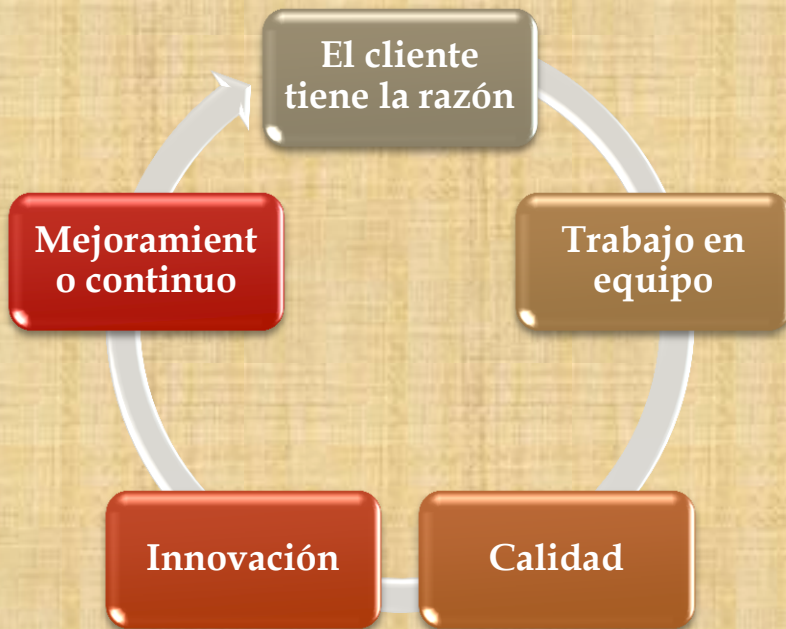 El cliente
tiene la razón
Trabajo en
equipo
Calidad
Innovación
Mejoramient
o continuo